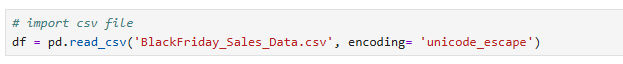 # import csv file
df = pd.read_csv('BlackFriday_Sales_Data.csv', encoding= 'unicode_escape')